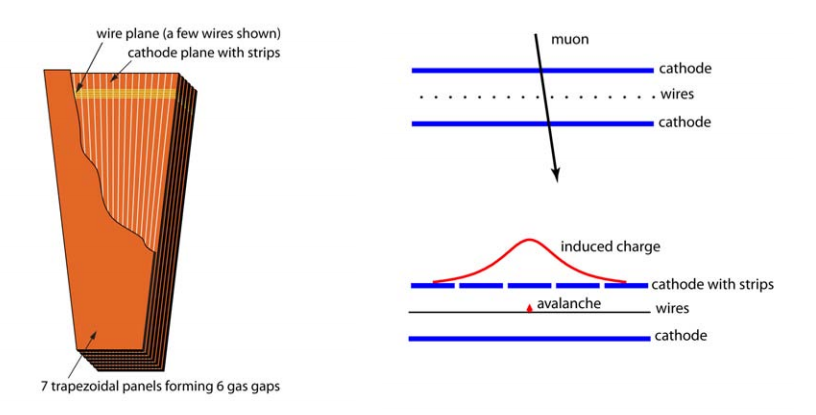 wire plane (a few wires shown)
cathode plane with strips
7 trapezoidal panels forming 6 gas gaps
muon
cathode
wires
cathode
induced charge
cathode with strips
avalanche
wires
cathode